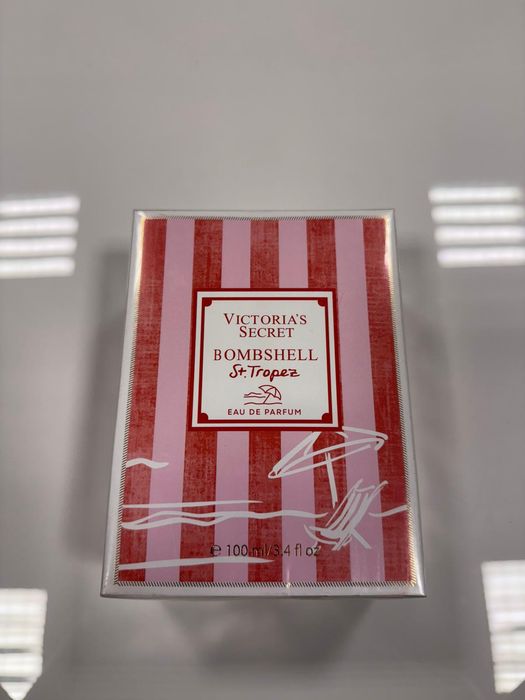 VICTORIA'S
SECRET
BOMBSHELL
St. Tropez
EAU DE PARFUM
℮ 100 ml/3.4 fl oz